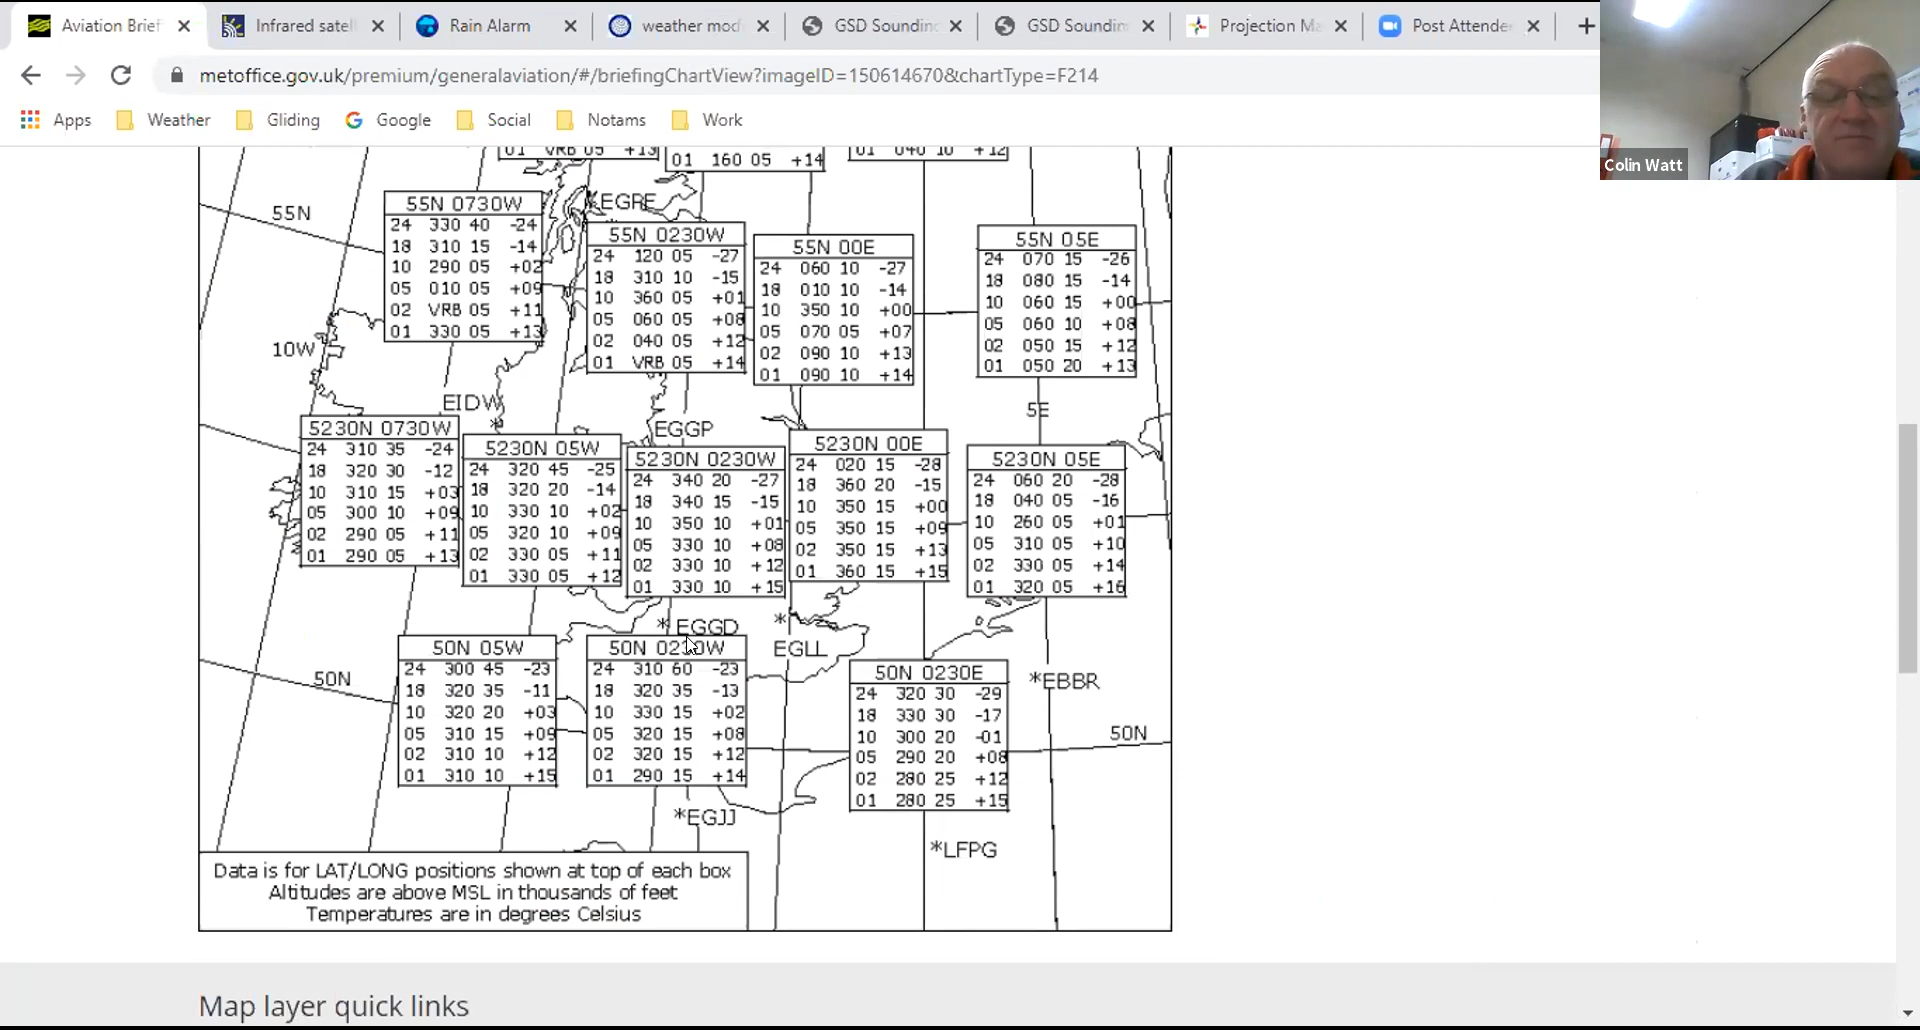 Aviation Brief
Infrared satel
Rain Alarm
weather mod
GSD Sounding
GSD Sounding
Projection Ma
Post Attende
metoffice.gov.uk/premium/generalaviation/#/briefingChartView?imageID=150614670&chartType=F214
Apps
Weather
Gliding
Google
Social
Notams
Work
Colin Watt
01 VRB 05 +13
01 160 05 +14
01 040 10 +12
55N
55N 0730W
24 330 40 -24
18 310 15 -14
10 290 05 +02
05 010 05 +09
02 VRB 05 +11
01 330 05 +13
*EGPF
55N 0230W
24 120 05 -27
18 310 10 -15
10 360 05 +01
05 060 05 +08
02 040 05 +12
01 VRB 05 +14
55N 00E
24 060 10 -27
18 010 10 -14
10 350 10 +00
05 070 05 +07
02 090 10 +13
01 090 10 +14
55N 05E
24 070 15 -26
18 080 15 -14
10 060 15 +00
05 060 10 +08
02 050 15 +12
01 050 20 +13
10W
EIDW
*
EGGP
5E
5230N 0730W
24 310 35 -24
18 320 30 -12
10 310 15 +03
05 300 10 +09
02 290 05 +11
01 290 05 +13
5230N 05W
24 320 45 -25
18 320 20 -14
10 330 10 +02
05 320 10 +09
02 330 05 +11
01 330 05 +12
5230N 0230W
24 340 20 -27
18 340 15 -15
10 350 10 +01
05 330 10 +08
02 330 10 +12
01 330 10 +15
5230N 00E
24 020 15 -28
18 360 20 -15
10 350 15 +00
05 350 15 +09
02 350 15 +13
01 360 15 +15
5230N 05E
24 060 20 -28
18 040 05 -16
10 260 05 +01
05 310 05 +10
02 330 05 +14
01 320 05 +16
* EGGD
*
EGLL
50N
50N 05W
24 300 45 -23
18 320 35 -11
10 320 20 +03
05 310 15 +09
02 310 10 +12
01 310 10 +15
50N 0230W
24 310 60 -23
18 320 35 -13
10 330 15 +02
05 320 15 +08
02 320 15 +12
01 290 15 +14
50N 0230E
24 320 30 -29
18 330 30 -17
10 300 20 -01
05 290 20 +08
02 280 25 +12
01 280 25 +15
*EBBR
50N
*EGJJ
*LFPG
Data is for LAT/LONG positions shown at top of each box
Altitudes are above MSL in thousands of feet
Temperatures are in degrees Celsius
Map layer quick links